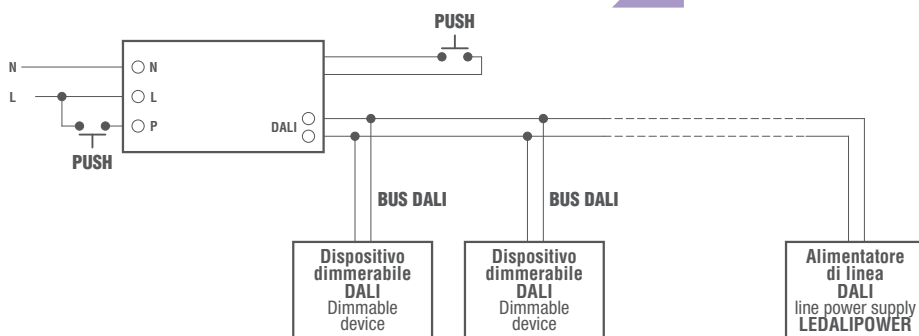 PUSH
N
N
L
L
P
DALI
PUSH
BUS DALI
BUS DALI
Dispositivo
dimmerabile
DALI
Dimmable
device
Dispositivo
dimmerabile
DALI
Dimmable
device
Alimentatore
di linea
DALI
line power supply
LEDALIPOWER